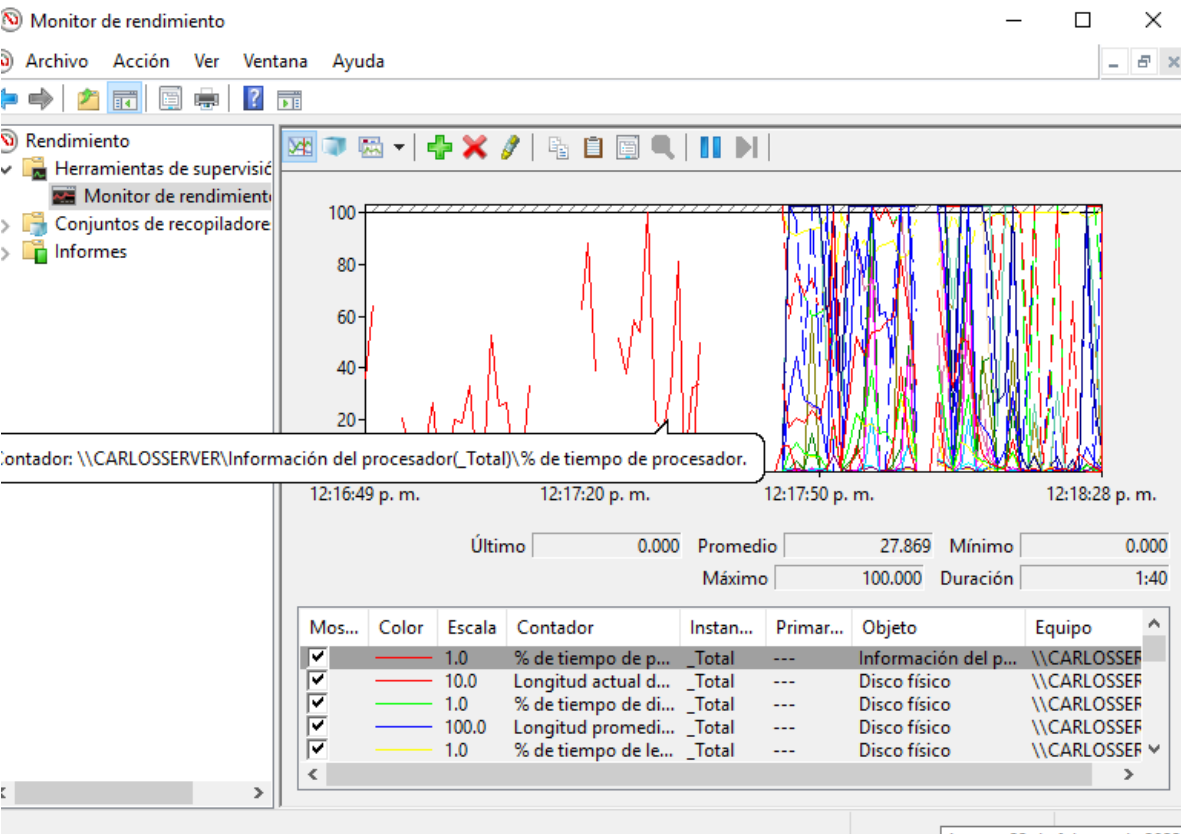 Monitor de rendimiento
Archivo Acción Ver Ventana Ayuda
Rendimiento
Herramientas de supervisió
Monitor de rendimiento
Conjuntos de recopiladore
Informes
100
80
60
40
20
Contador: \\CARLOSSERVER\Información del procesador(_Total)\% de tiempo de procesador.
12:16:49 p. m. 12:17:20 p. m. 12:17:50 p. m. 12:18:28 p. m.
Último 0.000 Promedio 27.869 Mínimo 0.000
Máximo 100.000 Duración 1:40
Mos... Color Escala Contador Instan... Primar... Objeto Equipo
1.0 % de tiempo de p... _Total --- Información del p... \\CARLOSSER
10.0 Longitud actual d... _Total --- Disco físico \\CARLOSSER
1.0 % de tiempo de di... _Total --- Disco físico \\CARLOSSER
100.0 Longitud promedi... _Total --- Disco físico \\CARLOSSER
1.0 % de tiempo de le... _Total --- Disco físico \\CARLOSSER